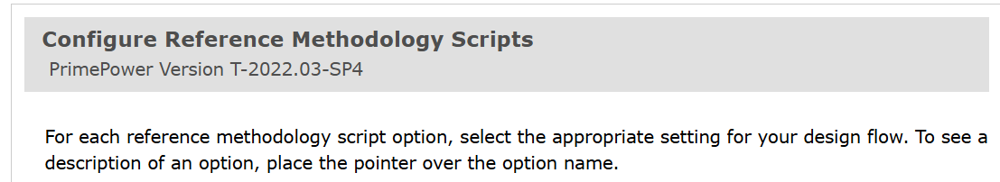 Configure Reference Methodology Scripts
PrimePower Version T-2022.03-SP4
For each reference methodology script option, select the appropriate setting for your design flow. To see a
description of an option, place the pointer over the option name.